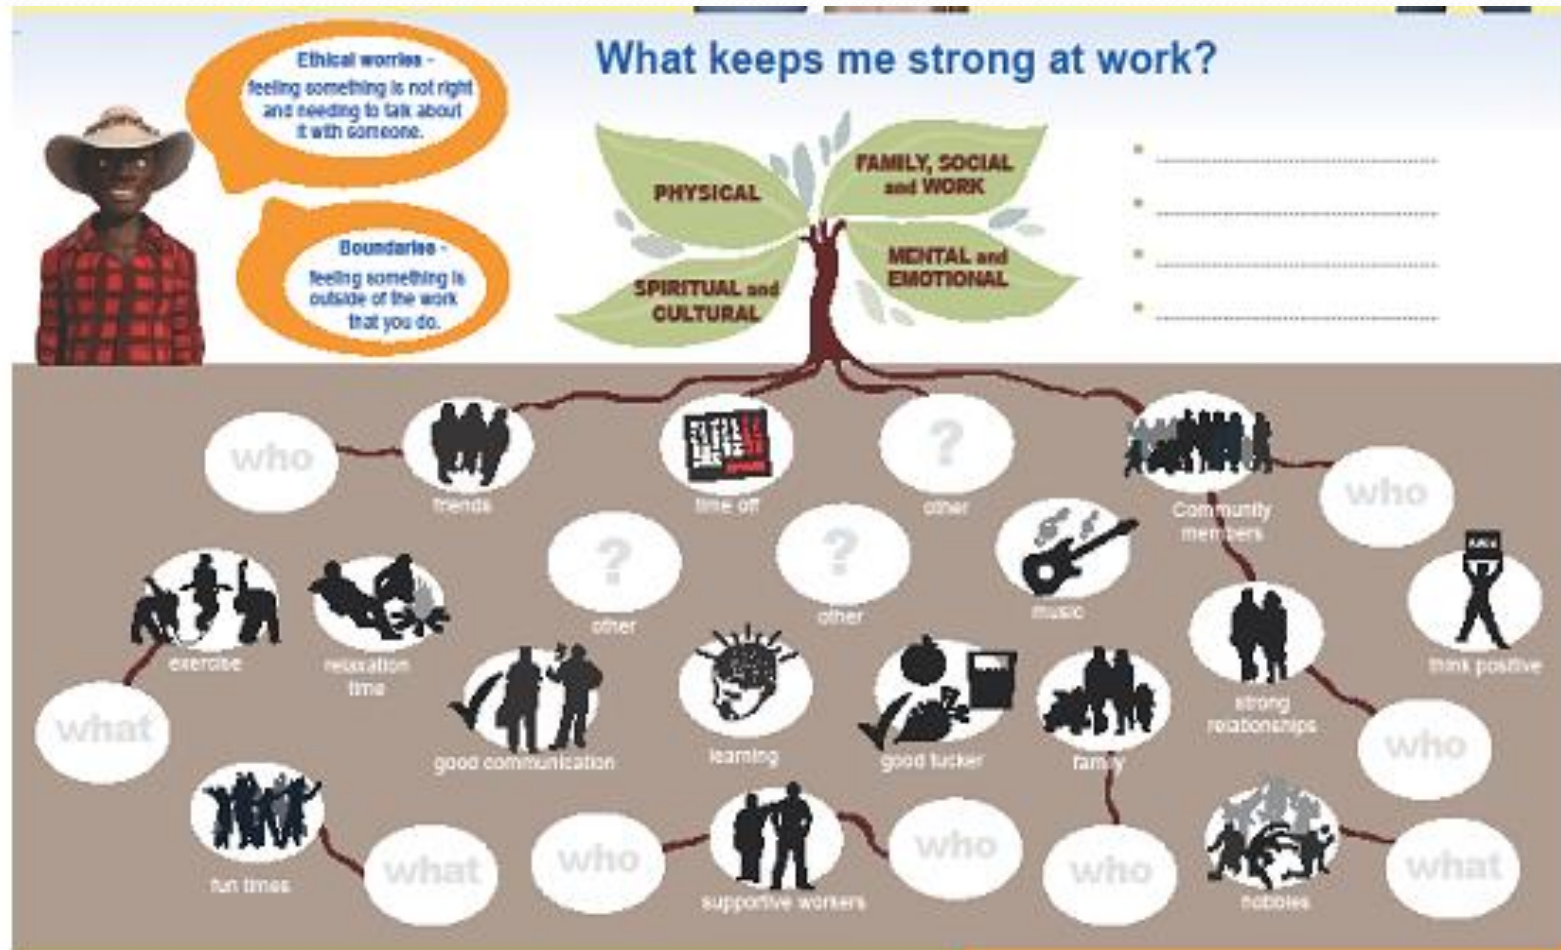 What keeps me strong at work?
Ethical worries -
feeling something is not right
and needing to talk about
it with someone.
Boundaries -
feeling something is
outside of the work
that you do.
PHYSICAL
FAMILY, SOCIAL
and WORK
SPIRITUAL and
CULTURAL
MENTAL and
EMOTIONAL
who
friends
time off
?
other
Community
members
who
exercise
relaxation
time
?
other
?
other
music
think positive
what
good communication
learning
good tucker
family
strong
relationships
who
fun times
what
who
supportive workers
who
who
hobbies
what